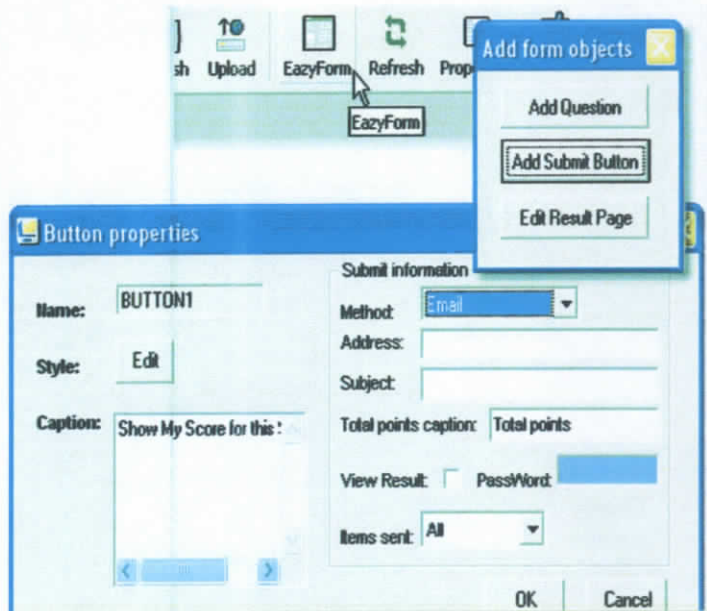 sh Upload EazyForm Refresh Prop
EazyForm
Add form objects
Add Question
Add Submit Button
Edit Result Page
Button properties
Name: BUTTON1
Style: Edit
Caption: Show My Score for this
Submit information
Method: Email
Address:
Subject:
Total points caption: Total points
View Result: PassWord:
Items sent: All
OK Cancel